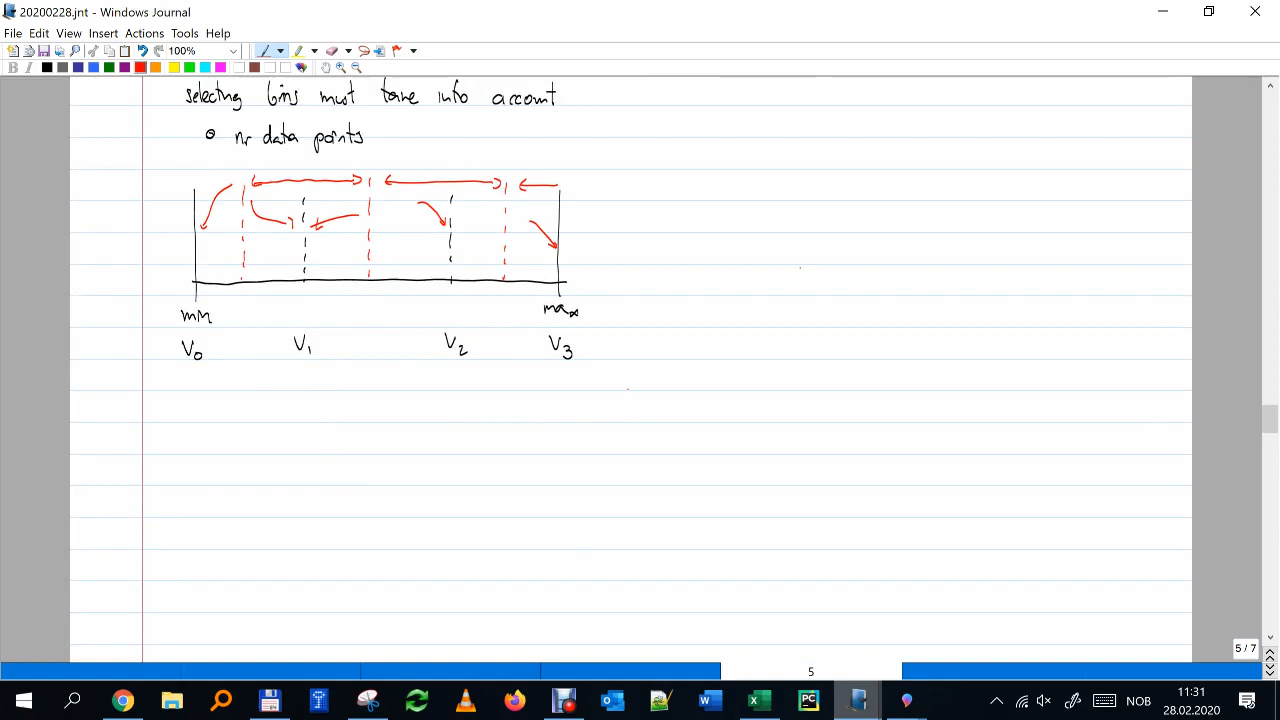 20200228.jnt - Windows Journal
File Edit View Insert Actions Tools Help
100%
B I
selecting bins must take into account
nr data points
min max
V0 V1 V2 V3
5 / 7
5
NOB 11:31
28.02.2020